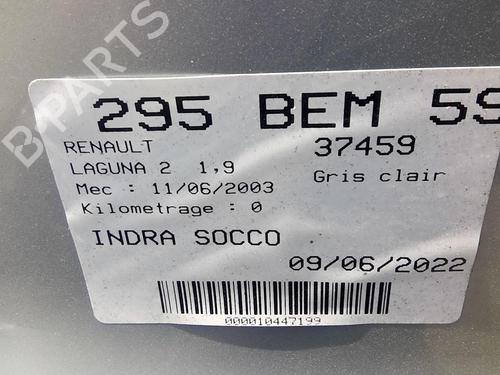 295 BEM 59
RENAULT 37459
LAGUNA 2 1,9 Gris clair
Mec : 11/06/2003
Kilometrage : 0
INDRA SOCCO
09/06/2022
000010447199
B-PARTS